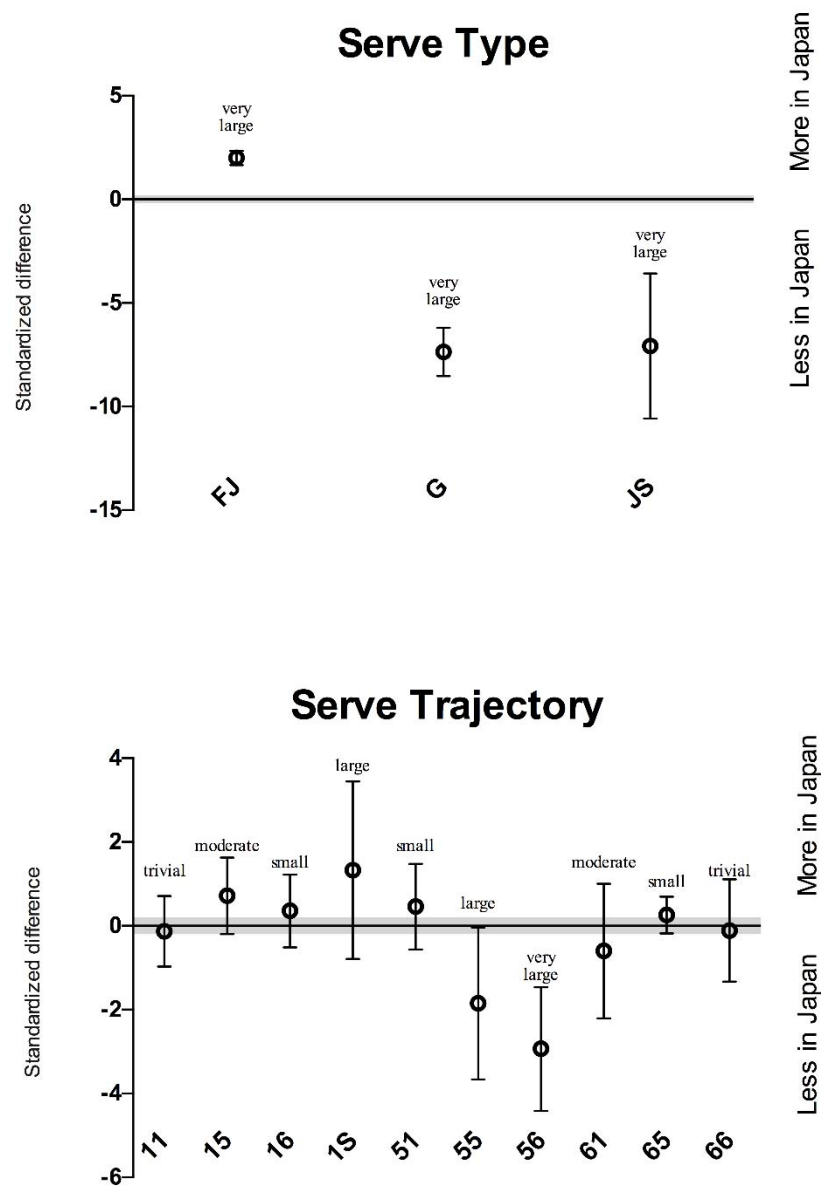 Serve Type
More in Japan
Less in Japan
Standardized difference
5
0
-5
-10
-15
very
large
very
large
very
large
FJ
G
JS
Serve Trajectory
More in Japan
Less in Japan
Standardized difference
4
2
0
-2
-4
-6
trivial
moderate
small
large
small
large
very
large
moderate
small
trivial
11
15
16
1S
51
55
56
61
65
66